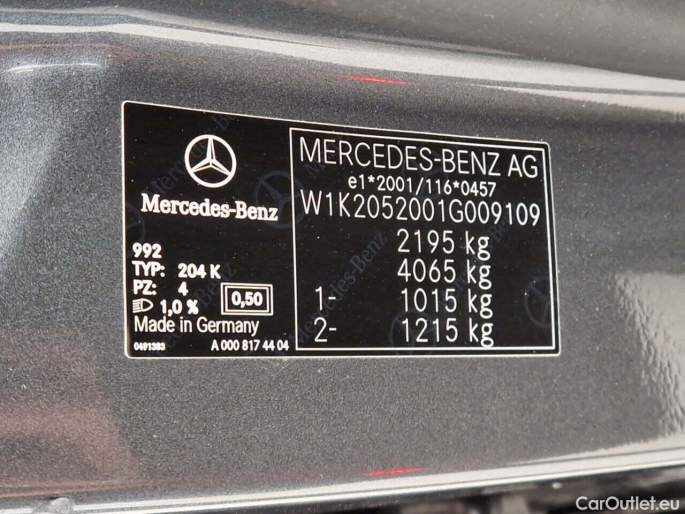 Mercedes-Benz
992
TYP: 204 K
PZ: 4
1,0 %
0,50
Made in Germany
0491383
A 000 817 44 04
MERCEDES-BENZ AG
e1*2001/116*0457
W1K2052001G009109
2195 kg
4065 kg
1- 1015 kg
2- 1215 kg
CarOutlet.eu